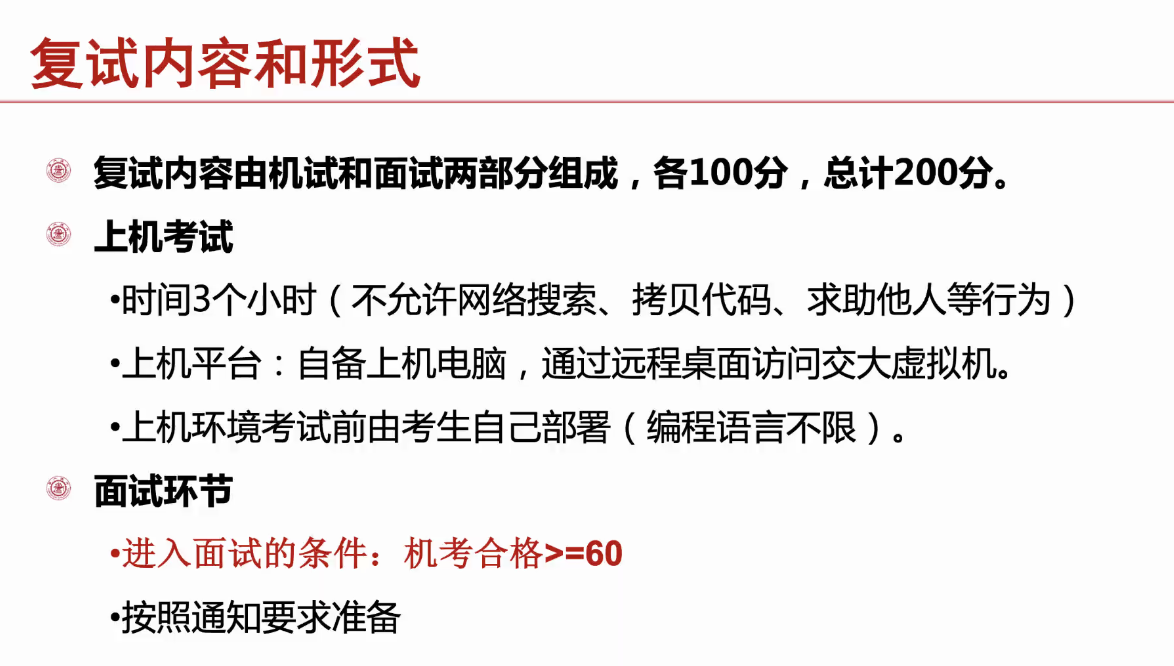 复试内容和形式
复试内容由机试和面试两部分组成，各100分，总计200分。
上机考试
•时间3个小时（不允许网络搜索、拷贝代码、求助他人等行为）
•上机平台：自备上机电脑，通过远程桌面访问交大虚拟机。
•上机环境考试前由考生自己部署（编程语言不限）。
面试环节
•进入面试的条件：机考合格>=60
•按照通知要求准备